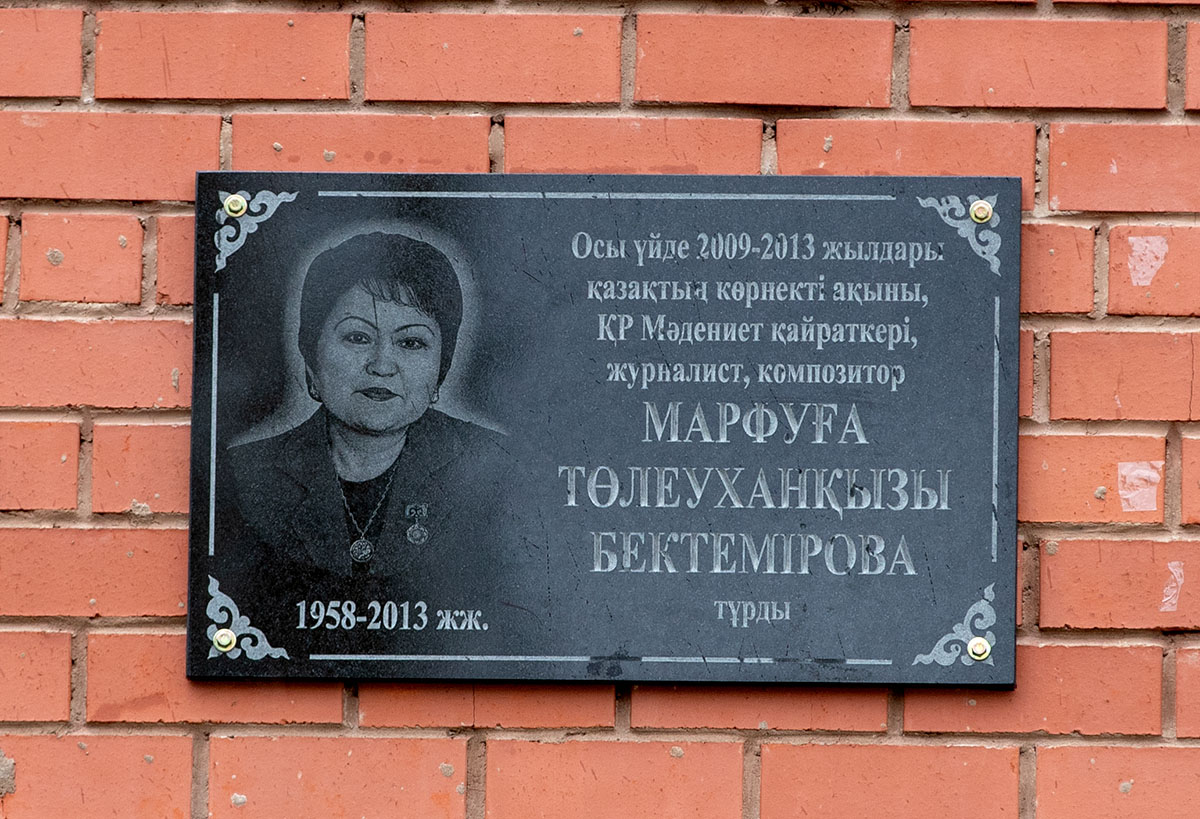 Осы үйде 2009-2013 жылдары
қазақтың көрнекті ақыны,
ҚР Мәдениет қайраткері,
журналист, композитор
МАРФУҒА
ТӨЛЕУХАНҚЫЗЫ
БЕКТЕМІРОВА
тұрды
1958-2013 жж.